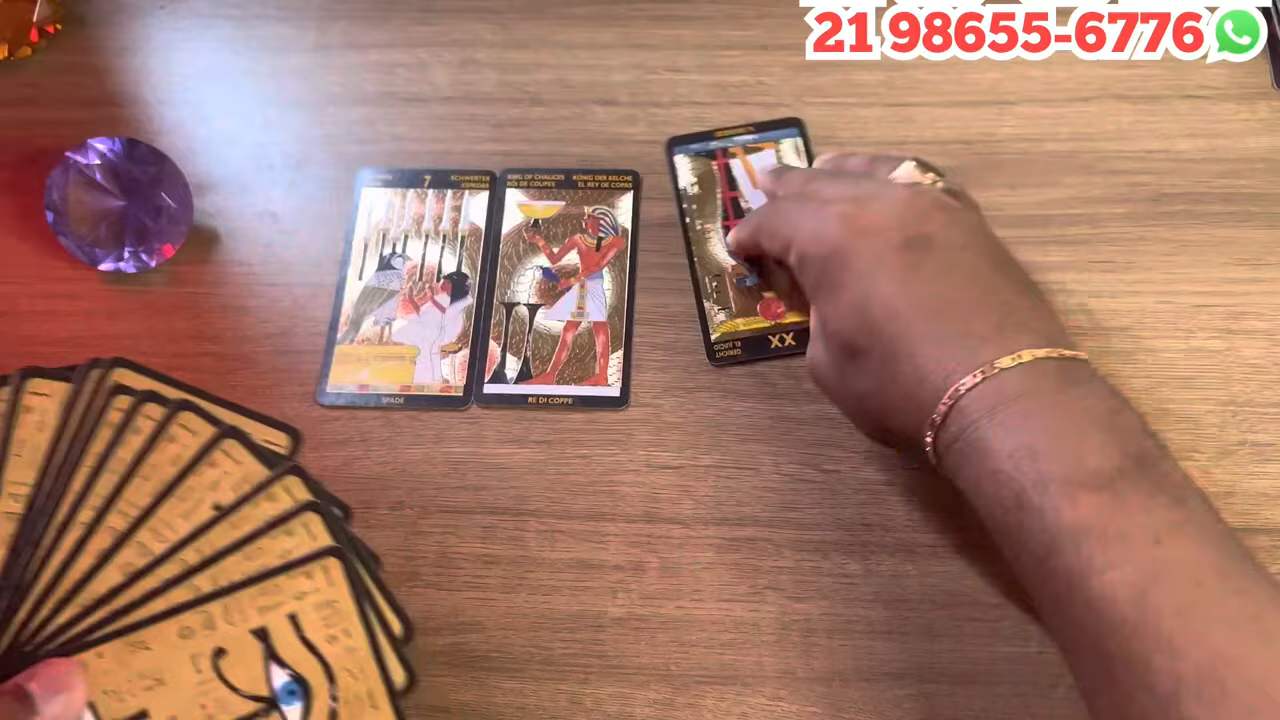 21 98655-6776
7
SCHWERTER
ESPADAS
SPADE
KING OF CHALICES
ROI DE COUPES
KÖNIG DER KELCHE
EL REY DE COPAS
RE DI COPPE
XX
GERICHT
EL JUICIO